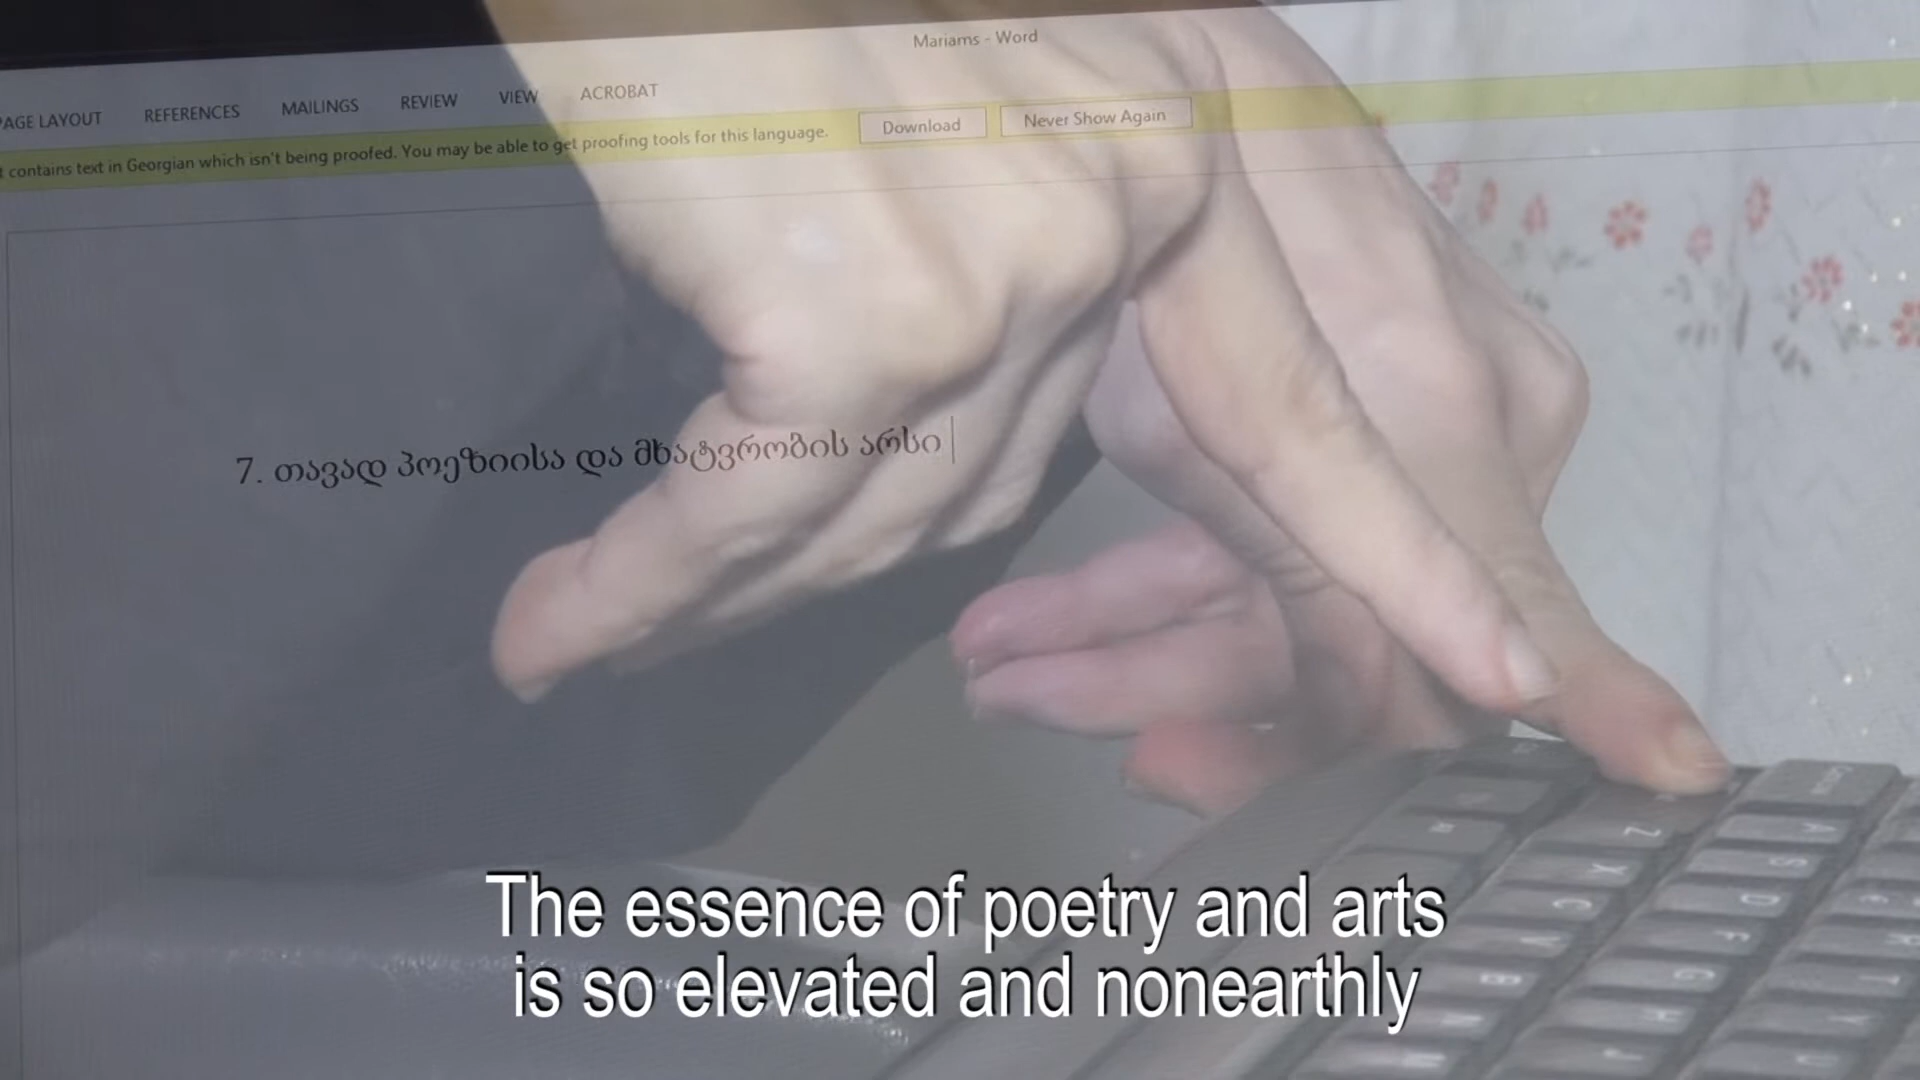 Mariams - Word
PAGE LAYOUT REFERENCES MAILINGS REVIEW VIEW ACROBAT
contains text in Georgian which isn't being proofed. You may be able to get proofing tools for this language. Download Never Show Again
7. თავად პოეზიისა და მხატვრობის არსი
The essence of poetry and arts
is so elevated and nonearthly